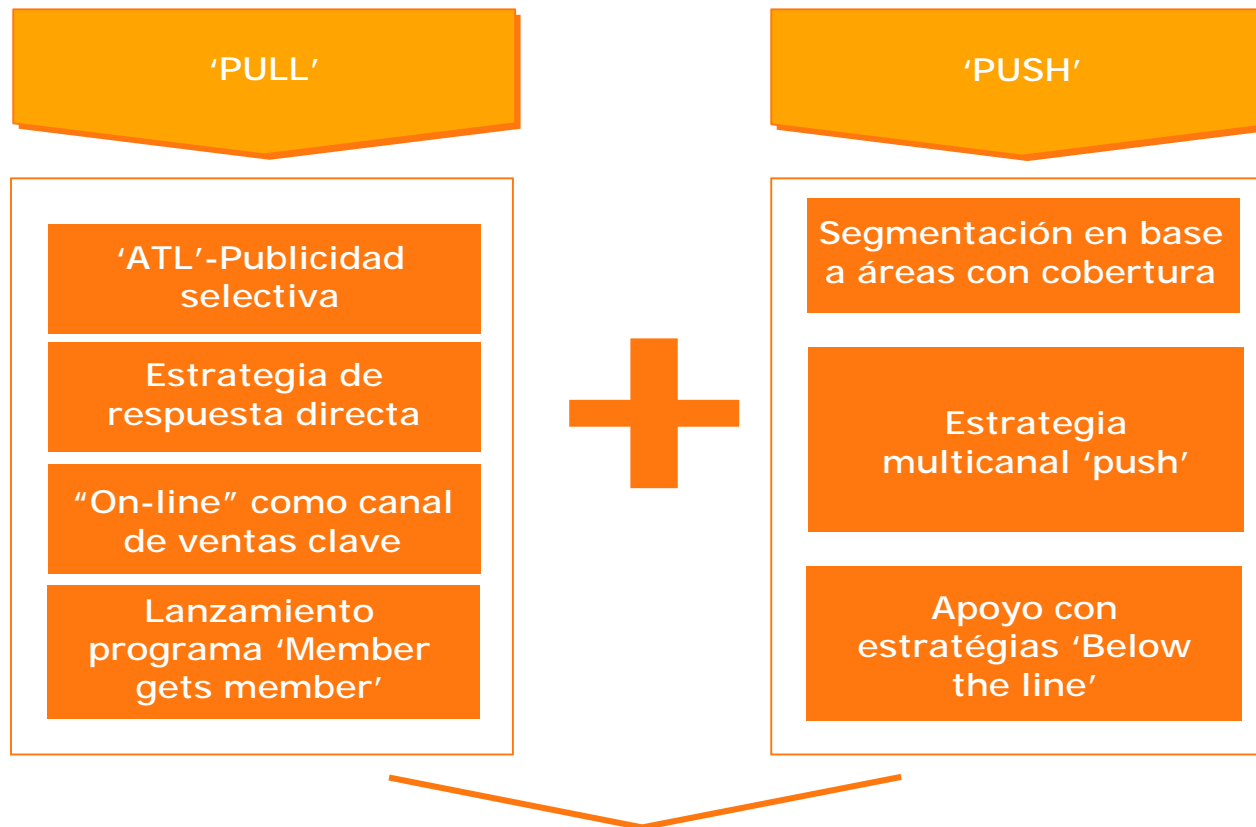 ‘PULL’
‘ATL’-Publicidad
selectiva
Estrategia de
respuesta directa
“On-line” como canal
de ventas clave
Lanzamiento
programa ‘Member
gets member’
‘PUSH’
Segmentación en base
a áreas con cobertura
Estrategia
multicanal ‘push’
Apoyo con
estratégias ‘Below
the line’